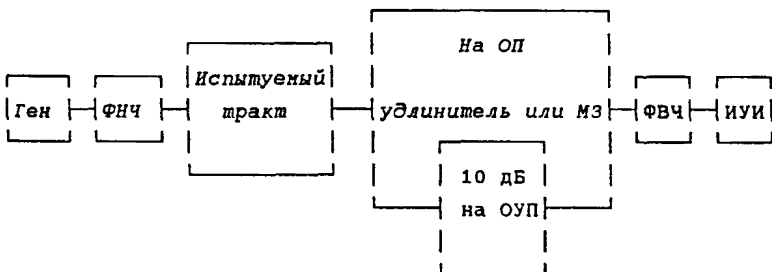 На ОП
Испытуемый
Ген ФНЧ тракт удлинитель или МЗ ФВЧ ИУИ
10 дБ
на ОУП